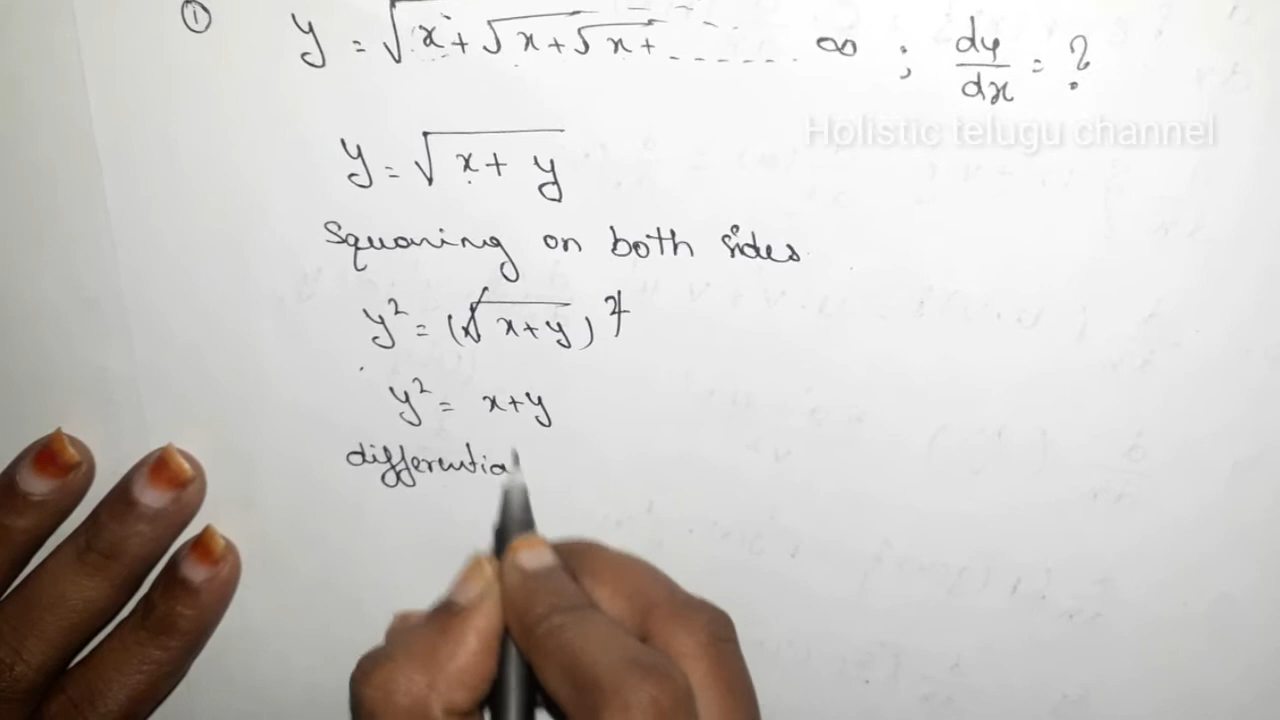 ① y = √x + √x + √x + ........ ∞ ; dy/dx = ?
Holistic telugu channel
y = √x + y
Squaring on both sides
y² = (√x+y)²
y² = x+y
differentia